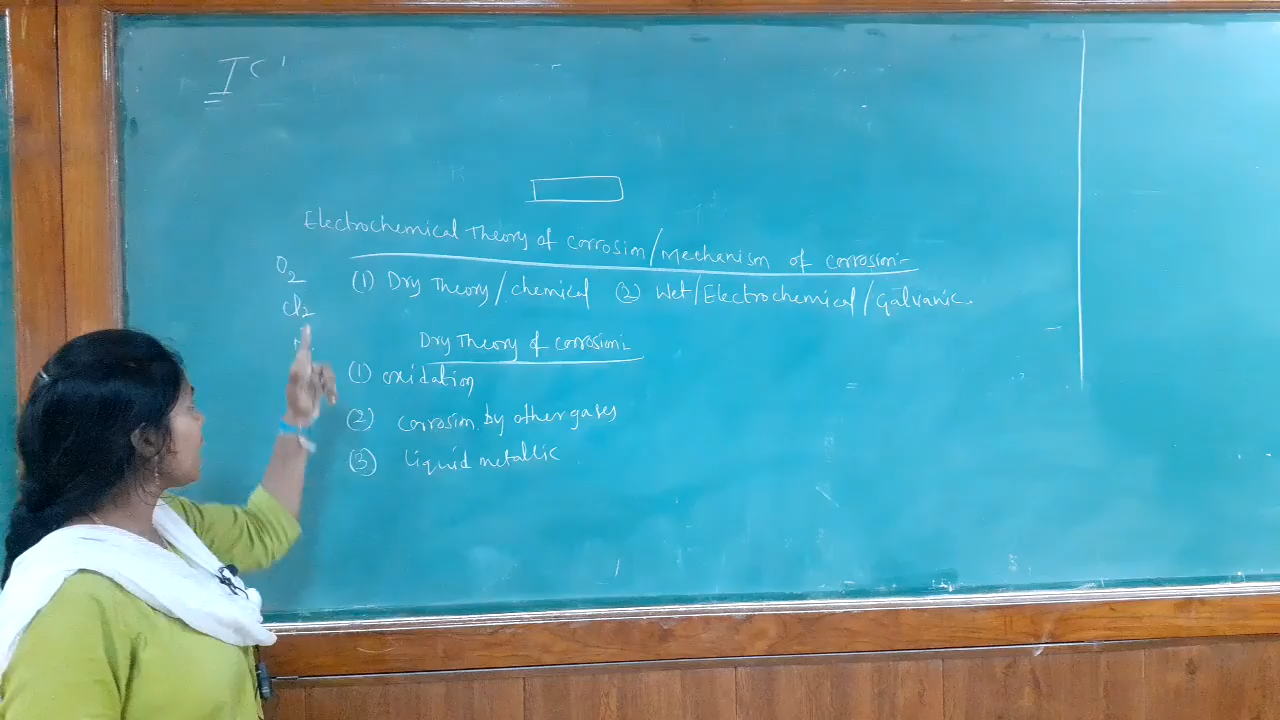 I C
Electrochemical Theory of corrosion/Mechanism of corrosion:-
O2
(1) Dry Theory/chemical (2) Wet/Electrochemical/Galvanic.
Cl2
Dry Theory of corrosion:-
(1) oxidation
(2) corrosion by other gases
(3) Liquid metallic